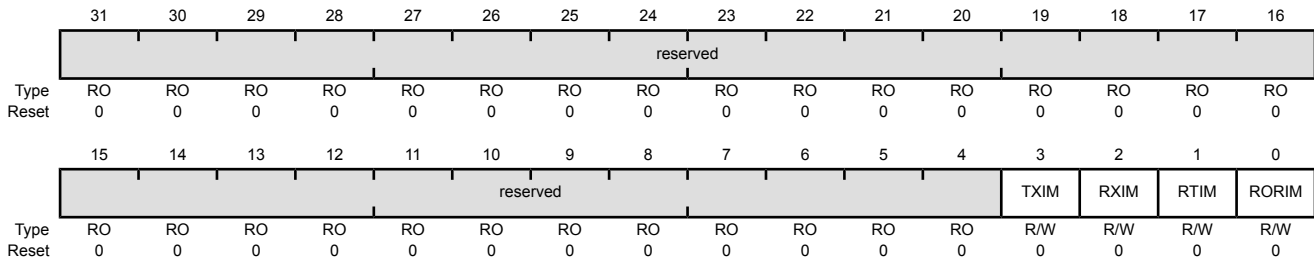 31 30 29 28 27 26 25 24 23 22 21 20 19 18 17 16
reserved
Type RO RO RO RO RO RO RO RO RO RO RO RO RO RO RO RO
Reset 0 0 0 0 0 0 0 0 0 0 0 0 0 0 0 0
15 14 13 12 11 10 9 8 7 6 5 4 3 2 1 0
reserved TXIM RXIM RTIM RORIM
Type RO RO RO RO RO RO RO RO RO RO RO RO R/W R/W R/W R/W
Reset 0 0 0 0 0 0 0 0 0 0 0 0 0 0 0 0